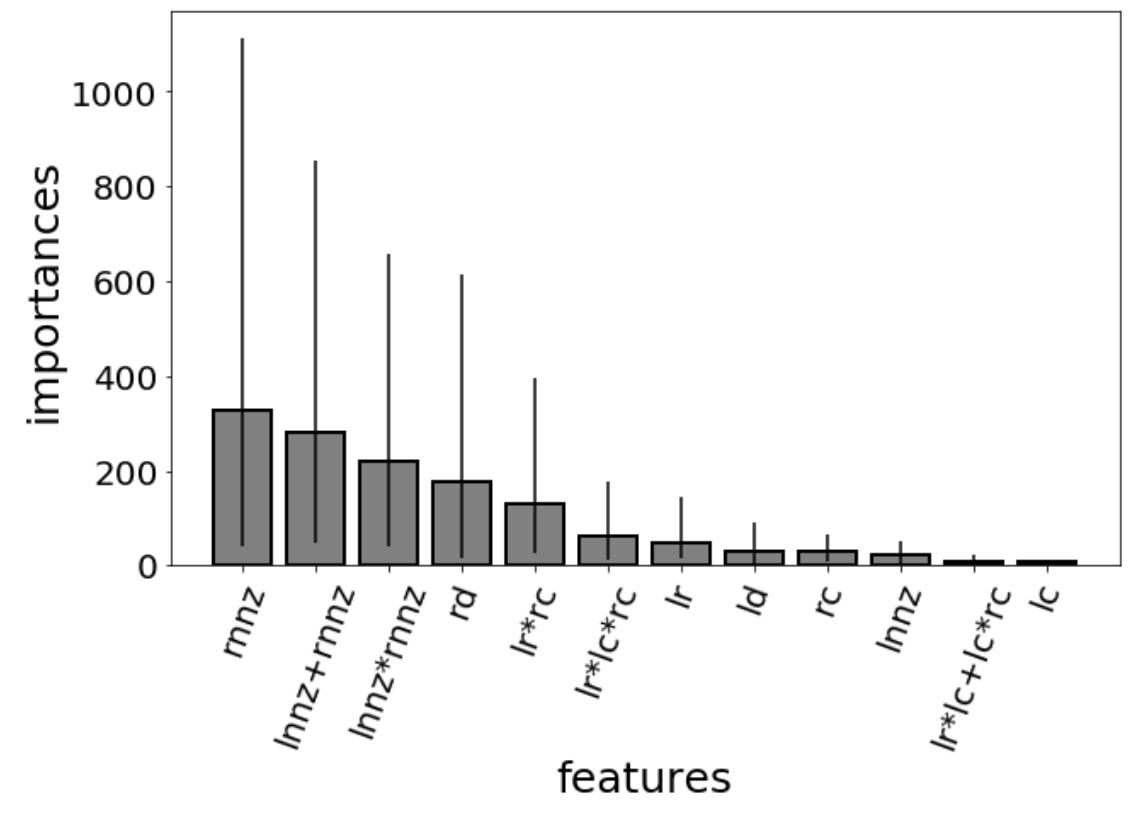 importances
1000
800
600
400
200
0
rnnz
lnnz+rnnz
lnnz*rnnz
rd
lr*rc
lr*lc*rc
lr
ld
rc
lnnz
lr*lc+lc*rc
lc
features